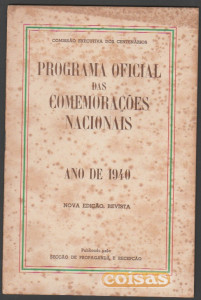 COMISSÃO EXECUTIVA DOS CENTENÁRIOS
PROGRAMA OFICIAL
DAS
COMEMORAÇÕES
NACIONAIS
ANO DE 1940
NOVA EDIÇÃO, REVISTA
Publicado pela
SECÇÃO DE PROPAGANDA E RECEPÇÃO
coisas